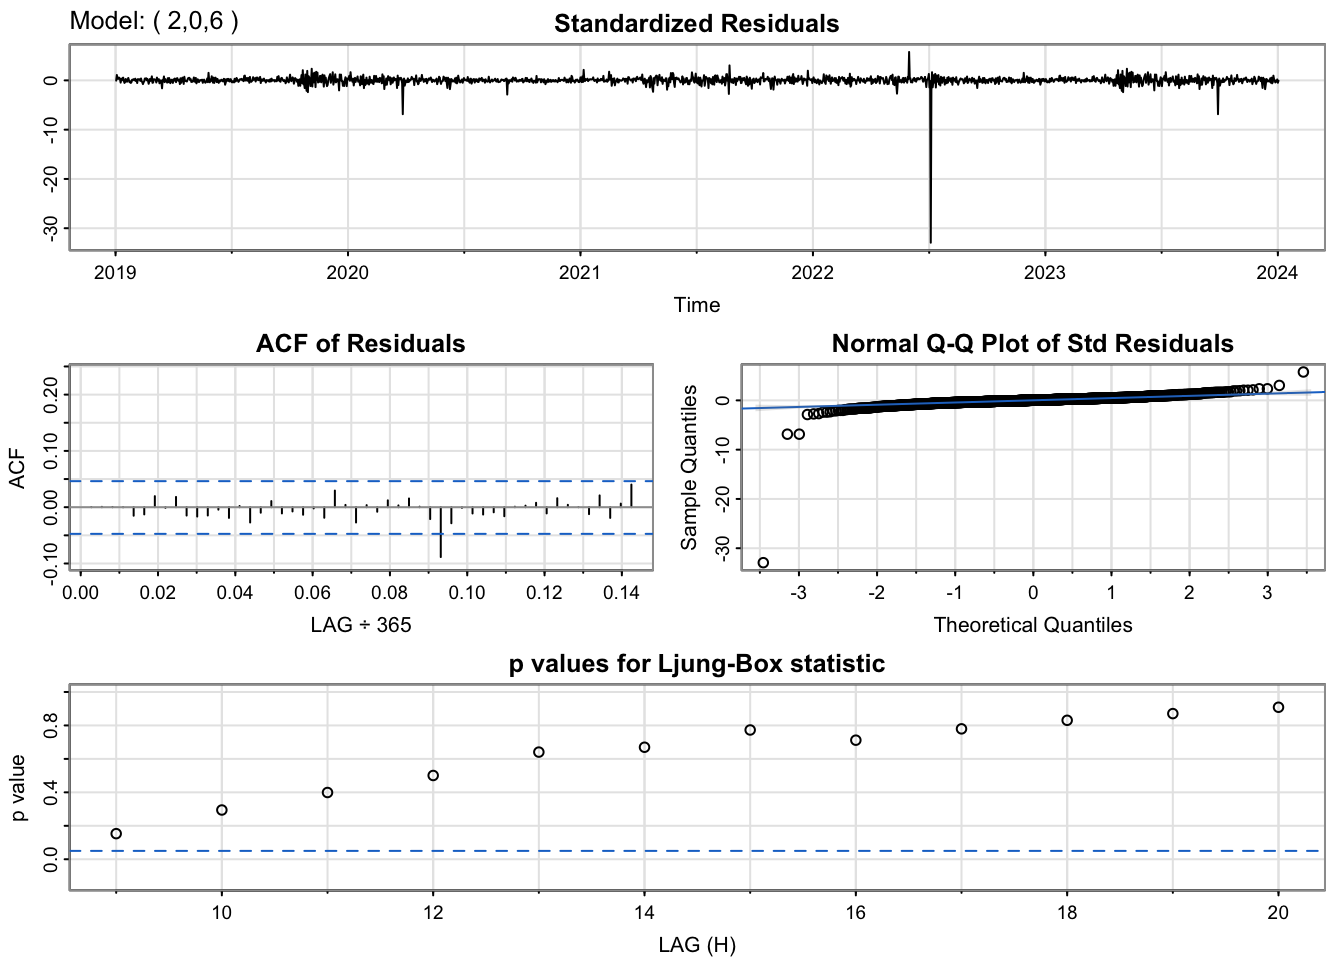 Model: ( 2,0,6 )
Standardized Residuals
0
-10
-20
-30
2019 2020 2021 2022 2023 2024
Time
ACF of Residuals
ACF
0.20
0.10
0.00
-0.10
0.00 0.02 0.04 0.06 0.08 0.10 0.12 0.14
LAG ÷ 365
Normal Q-Q Plot of Std Residuals
Sample Quantiles
0
-10
-20
-30
-3 -2 -1 0 1 2 3
Theoretical Quantiles
p values for Ljung-Box statistic
p value
0.8
0.4
0.0
10 12 14 16 18 20
LAG (H)